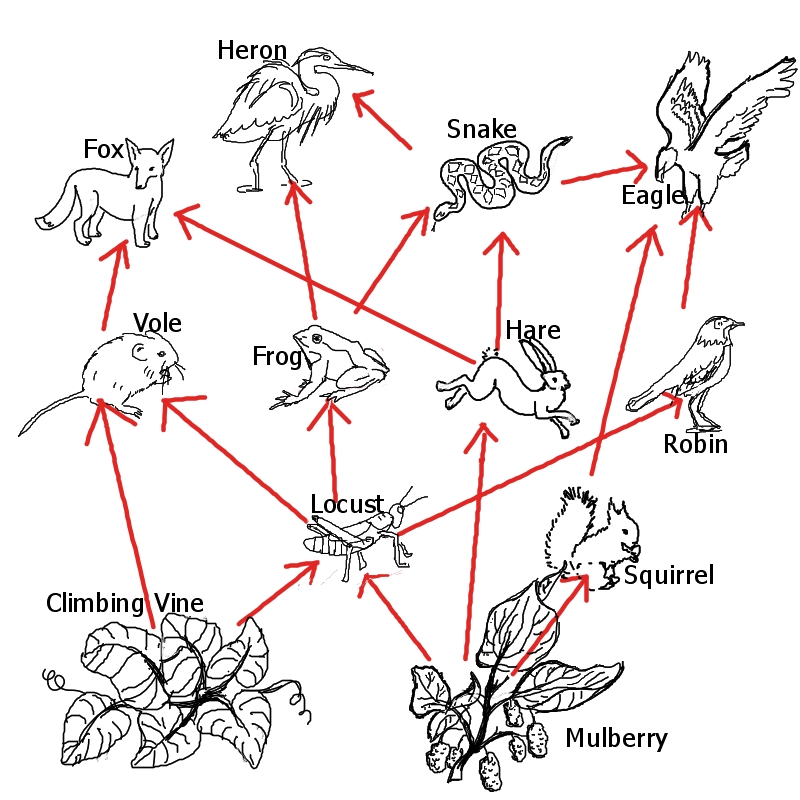 Heron
Snake
Fox
Eagle
Vole
Hare
Frog
Robin
Locust
Squirrel
Climbing Vine
Mulberry